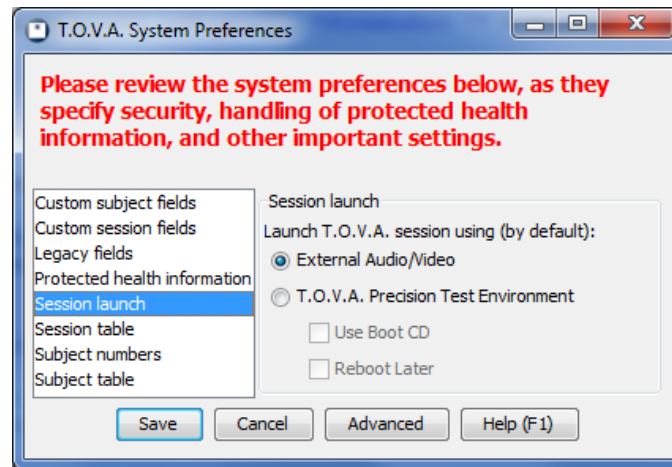 T.O.V.A. System Preferences
Please review the system preferences below, as they
specify security, handling of protected health
information, and other important settings.
Custom subject fields
Custom session fields
Legacy fields
Protected health information
Session launch
Session table
Subject numbers
Subject table
Session launch
Launch T.O.V.A. session using (by default):
External Audio/Video
T.O.V.A. Precision Test Environment
Use Boot CD
Reboot Later
Save Cancel Advanced Help (F1)